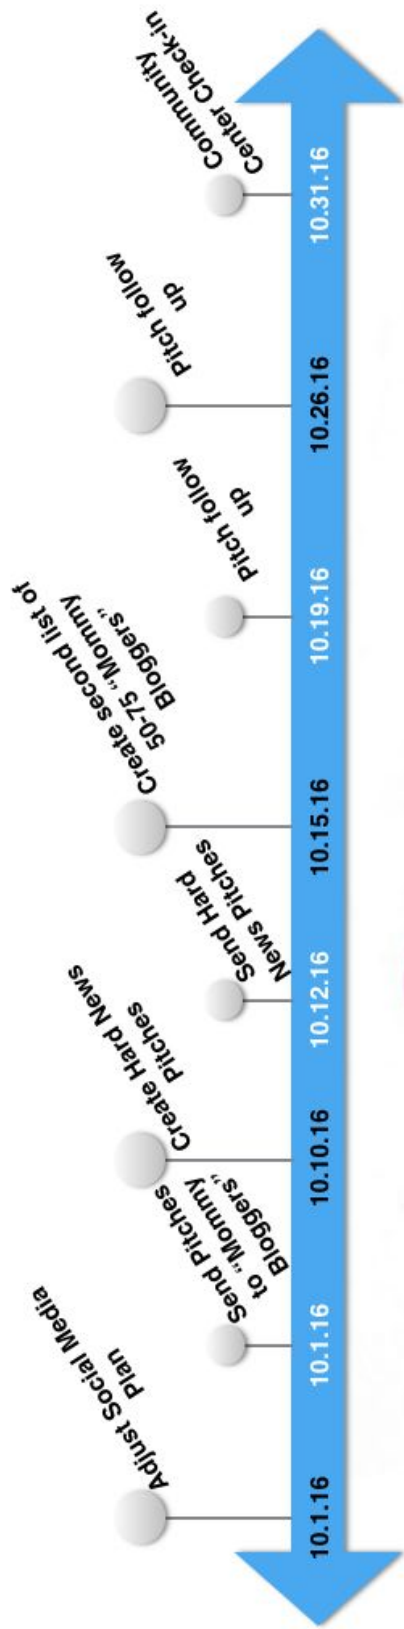 Adjust Social Media
Plan
Send Pitches
to “Mommy
Bloggers”
Create Hard News
Pitches
Send Hard
News Pitches
Create second list of
50-75 “Mommy
Bloggers”
Pitch follow
up
Pitch follow
up
Community
Center Check-in
10.1.16
10.1.16
10.10.16
10.12.16
10.15.16
10.19.16
10.26.16
10.31.16